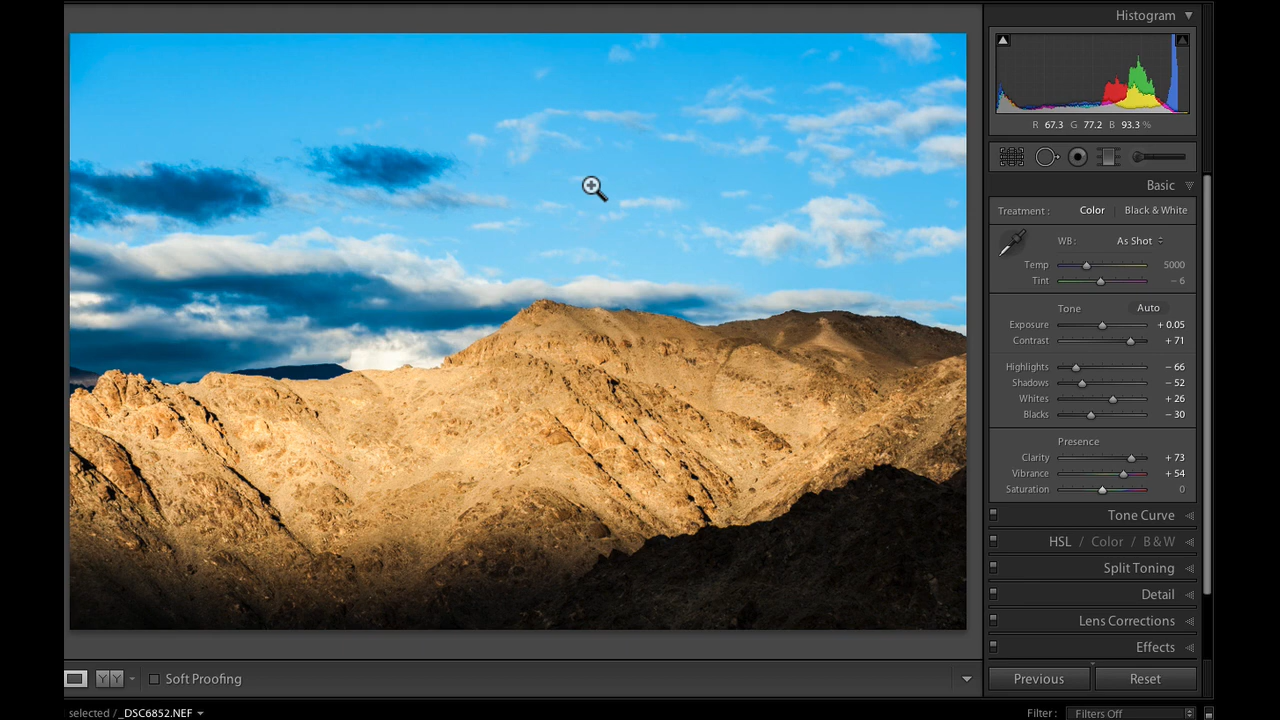 Histogram
R 67.3 G 77.2 B 93.3 %
Basic
Treatment : Color Black & White
WB : As Shot
Temp 5000
Tint – 6
Tone Auto
Exposure + 0.05
Contrast + 71
Highlights – 66
Shadows – 52
Whites + 26
Blacks – 30
Presence
Clarity + 73
Vibrance + 54
Saturation 0
Tone Curve
HSL / Color / B & W
Split Toning
Detail
Lens Corrections
Effects
Y Y Soft Proofing
Previous Reset
selected / _DSC6852.NEF
Filter : Filters Off